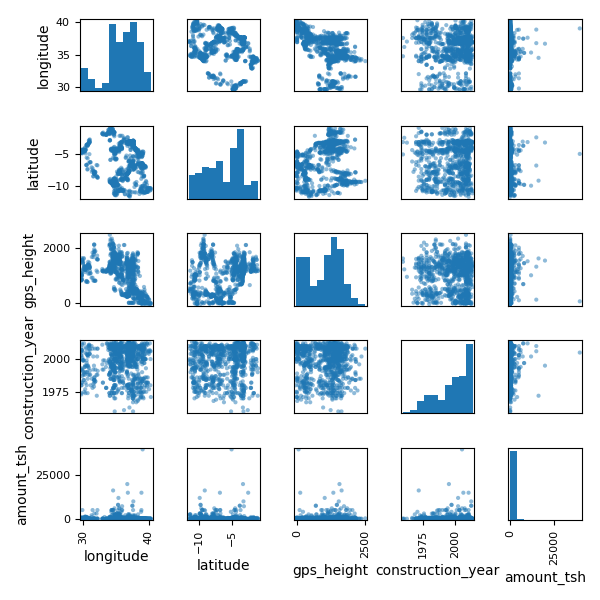 longitude
40
35
30
latitude
−5
−10
gps_height
2000
0
construction_year
2000
1975
amount_tsh
25000
0
30
40
−10
−5
0
2500
1975
2000
0
25000
longitude
latitude
gps_height
construction_year
amount_tsh